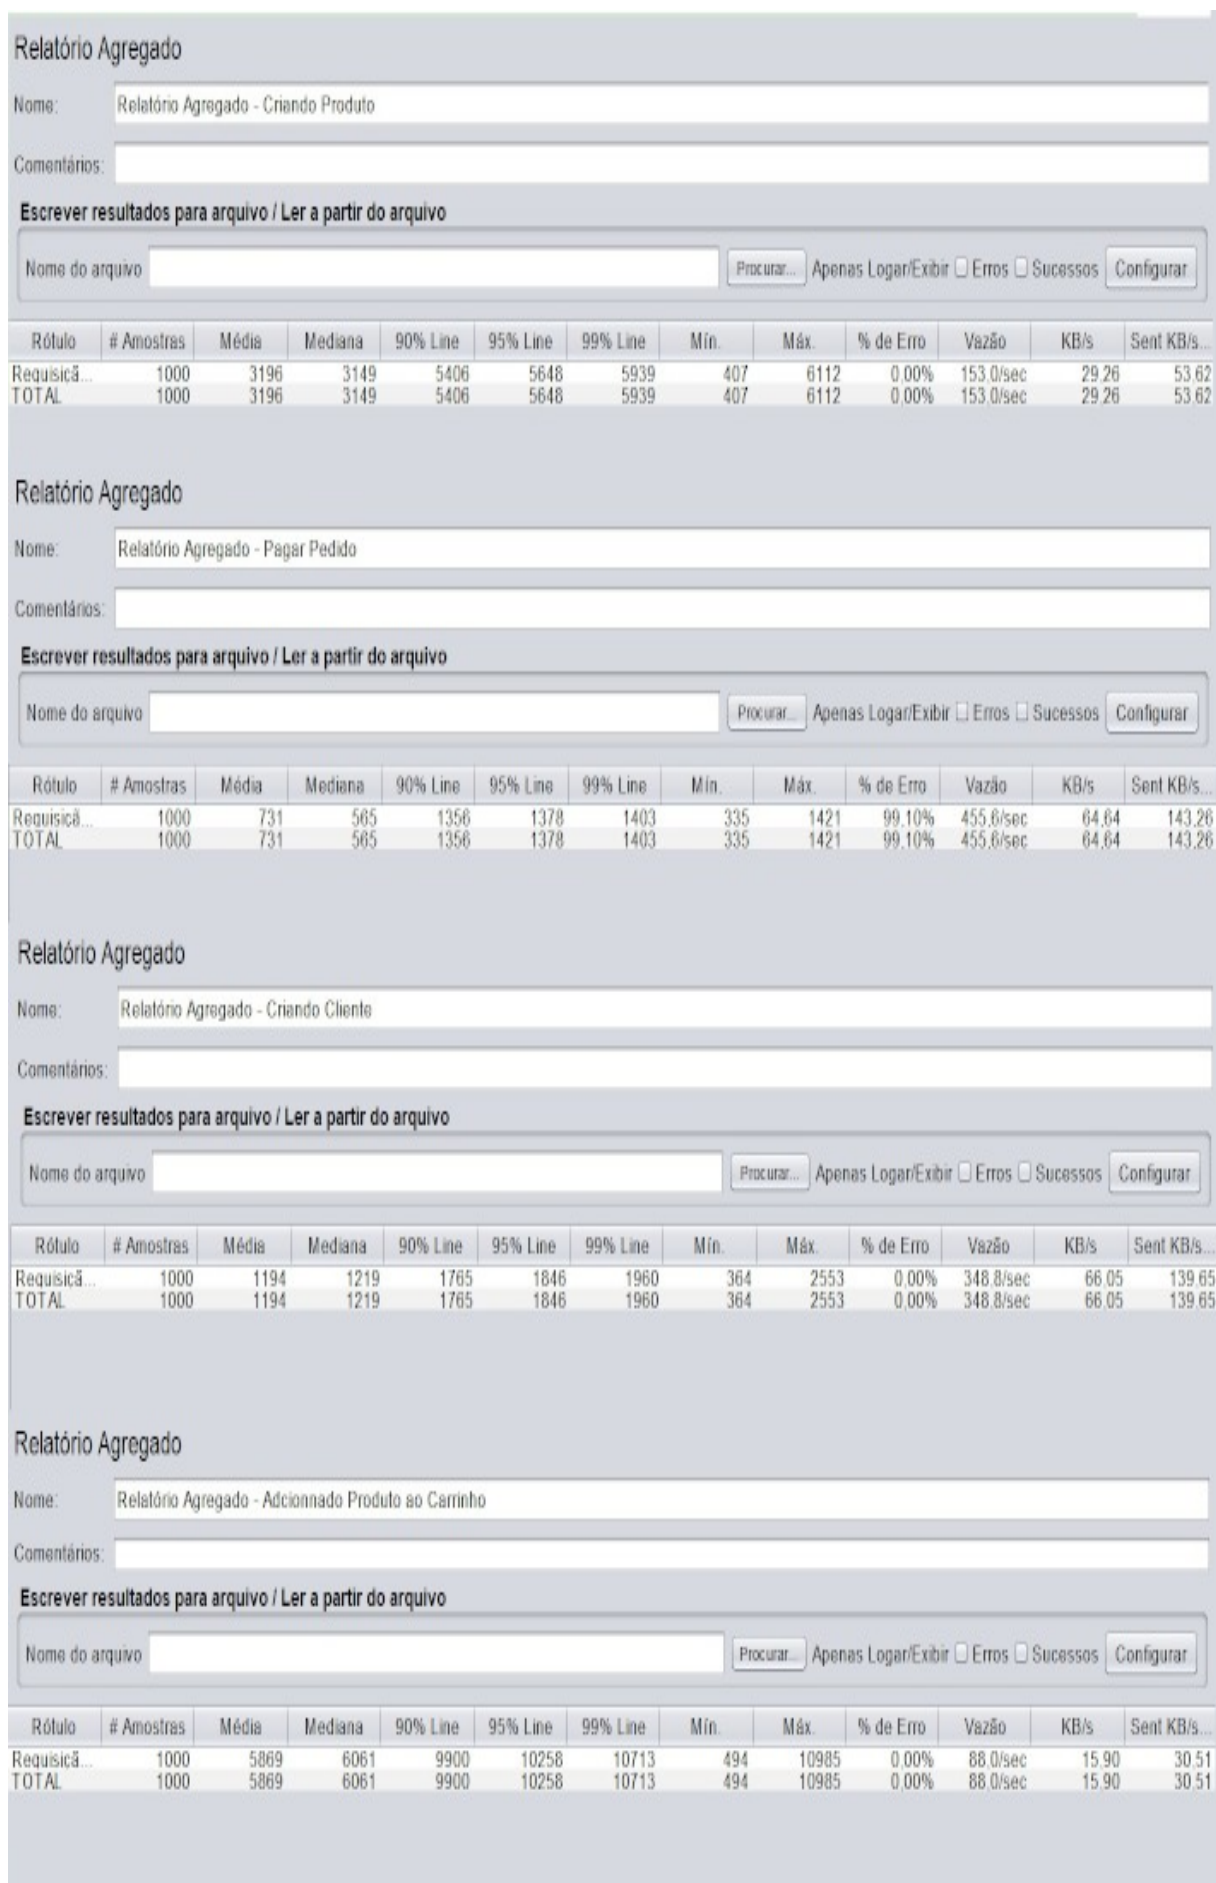 Relatório Agregado
Nome: Relatório Agregado - Criando Produto
Comentários:
Escrever resultados para arquivo / Ler a partir do arquivo
Nome do arquivo Procurar... Apenas Logar/Exibir Erros Sucessos Configurar
Rótulo # Amostras Média Mediana 90% Line 95% Line 99% Line Mín. Máx. % de Erro Vazão KB/s Sent KB/s...
Requisicã... 1000 3196 3149 5406 5648 5939 407 6112 0,00% 153,0/sec 29,26 53,62
TOTAL 1000 3196 3149 5406 5648 5939 407 6112 0,00% 153,0/sec 29,26 53,62
Relatório Agregado
Nome: Relatório Agregado - Pagar Pedido
Comentários:
Escrever resultados para arquivo / Ler a partir do arquivo
Nome do arquivo Procurar... Apenas Logar/Exibir Erros Sucessos Configurar
Rótulo # Amostras Média Mediana 90% Line 95% Line 99% Line Mín. Máx. % de Erro Vazão KB/s Sent KB/s...
Requisicã... 1000 731 565 1356 1378 1403 335 1421 99,10% 455,6/sec 64,64 143,26
TOTAL 1000 731 565 1356 1378 1403 335 1421 99,10% 455,6/sec 64,64 143,26
Relatório Agregado
Nome: Relatório Agregado - Criando Cliente
Comentários:
Escrever resultados para arquivo / Ler a partir do arquivo
Nome do arquivo Procurar... Apenas Logar/Exibir Erros Sucessos Configurar
Rótulo # Amostras Média Mediana 90% Line 95% Line 99% Line Mín. Máx. % de Erro Vazão KB/s Sent KB/s...
Requisicã... 1000 1194 1219 1765 1846 1960 364 2553 0,00% 348,8/sec 66,05 139,65
TOTAL 1000 1194 1219 1765 1846 1960 364 2553 0,00% 348,8/sec 66,05 139,65
Relatório Agregado
Nome: Relatório Agregado - Adcionnado Produto ao Carrinho
Comentários:
Escrever resultados para arquivo / Ler a partir do arquivo
Nome do arquivo Procurar... Apenas Logar/Exibir Erros Sucessos Configurar
Rótulo # Amostras Média Mediana 90% Line 95% Line 99% Line Mín. Máx. % de Erro Vazão KB/s Sent KB/s...
Requisicã... 1000 5869 6061 9900 10258 10713 494 10985 0,00% 88,0/sec 15,90 30,51
TOTAL 1000 5869 6061 9900 10258 10713 494 10985 0,00% 88,0/sec 15,90 30,51